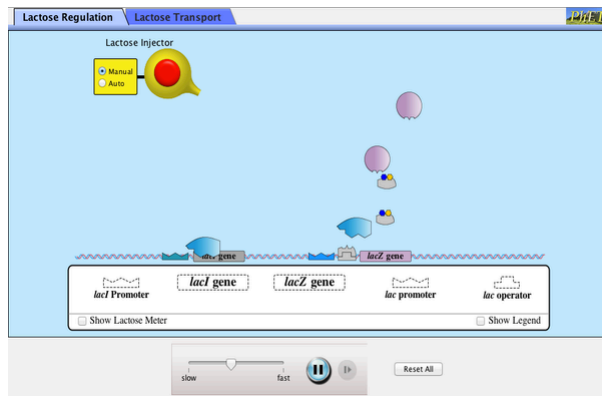 Lactose Regulation
Lactose Transport
PhET
Lactose Injector
Manual
Auto
gene
lacZ gene
lacI Promoter
lacI gene
lacZ gene
lac promoter
lac operator
Show Lactose Meter
Show Legend
slow
fast
Reset All